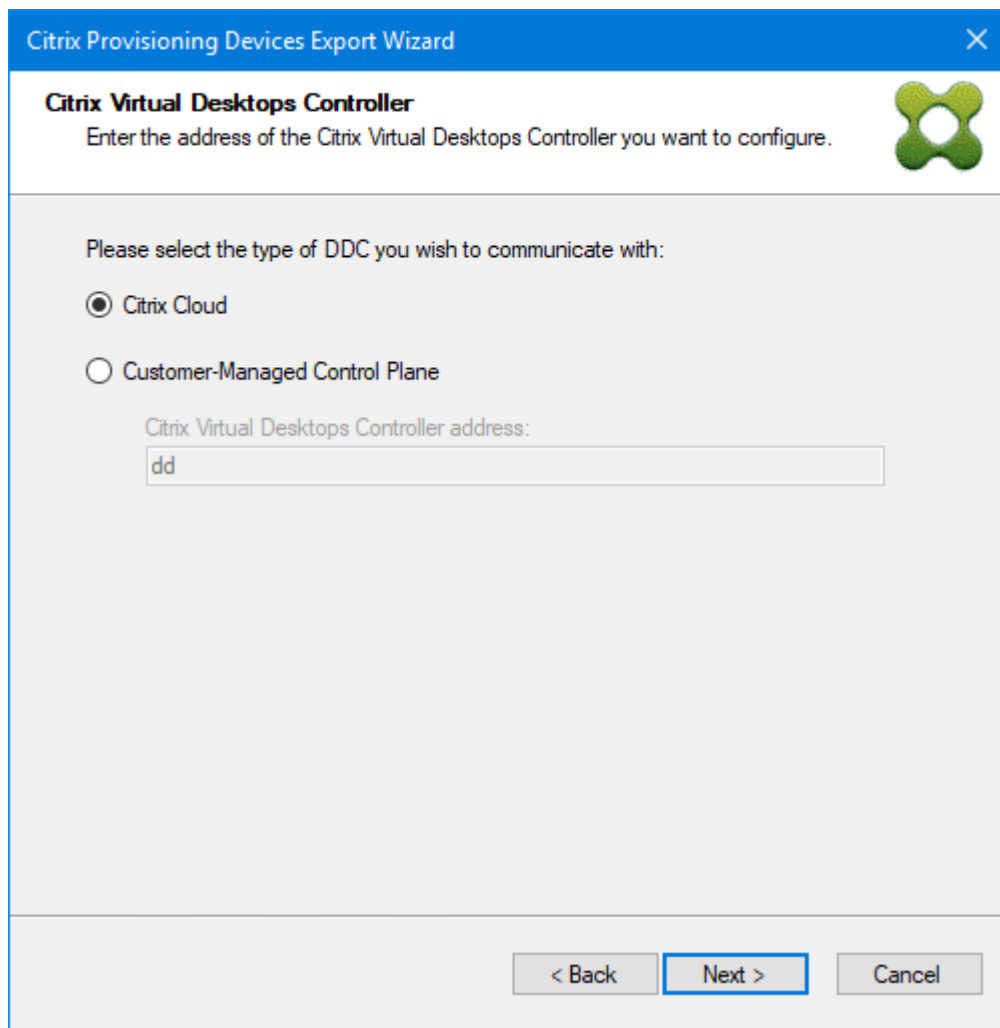 Citrix Provisioning Devices Export Wizard
Citrix Virtual Desktops Controller
Enter the address of the Citrix Virtual Desktops Controller you want to configure.
Please select the type of DDC you wish to communicate with:
Citrix Cloud
Customer-Managed Control Plane
Citrix Virtual Desktops Controller address:
dd
< Back
Next >
Cancel